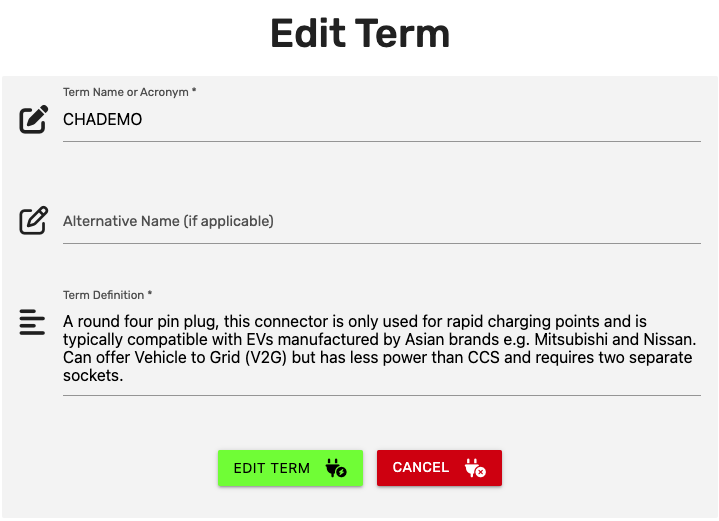 Edit Term
Term Name or Acronym *
CHADEMO
Alternative Name (if applicable)
Term Definition *
A round four pin plug, this connector is only used for rapid charging points and is
typically compatible with EVs manufactured by Asian brands e.g. Mitsubishi and Nissan.
Can offer Vehicle to Grid (V2G) but has less power than CCS and requires two separate
sockets.
EDIT TERM
CANCEL